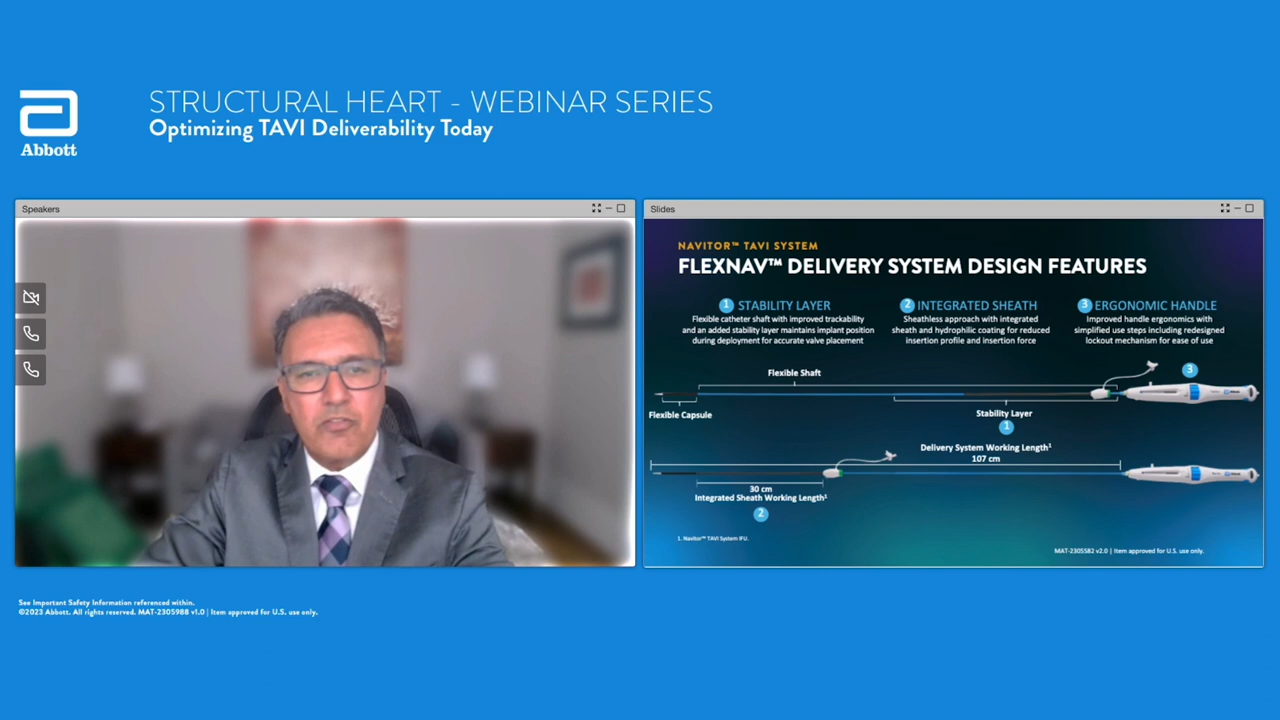 STRUCTURAL HEART - WEBINAR SERIES
Optimizing TAVI Deliverability Today
Abbott
Speakers
Slides
NAVITOR™ TAVI SYSTEM
FLEXNAV™ DELIVERY SYSTEM DESIGN FEATURES
1 STABILITY LAYER
Flexible catheter shaft with improved trackability
and an added stability layer maintains implant position
during deployment for accurate valve placement
2 INTEGRATED SHEATH
Sheathless approach with integrated
sheath and hydrophilic coating for reduced
insertion profile and insertion force
3 ERGONOMIC HANDLE
Improved handle ergonomics with
simplified use steps including redesigned
lockout mechanism for ease of use
Flexible Shaft
3
Flexible Capsule
Stability Layer
1
Delivery System Working Length¹
107 cm
30 cm
Integrated Sheath Working Length¹
2
1. Navitor™ TAVI System IFU.
MAT-2305582 v2.0 | Item approved for U.S. use only.
See Important Safety Information referenced within.
©2023 Abbott. All rights reserved. MAT-2305988 v1.0 | Item approved for U.S. use only.